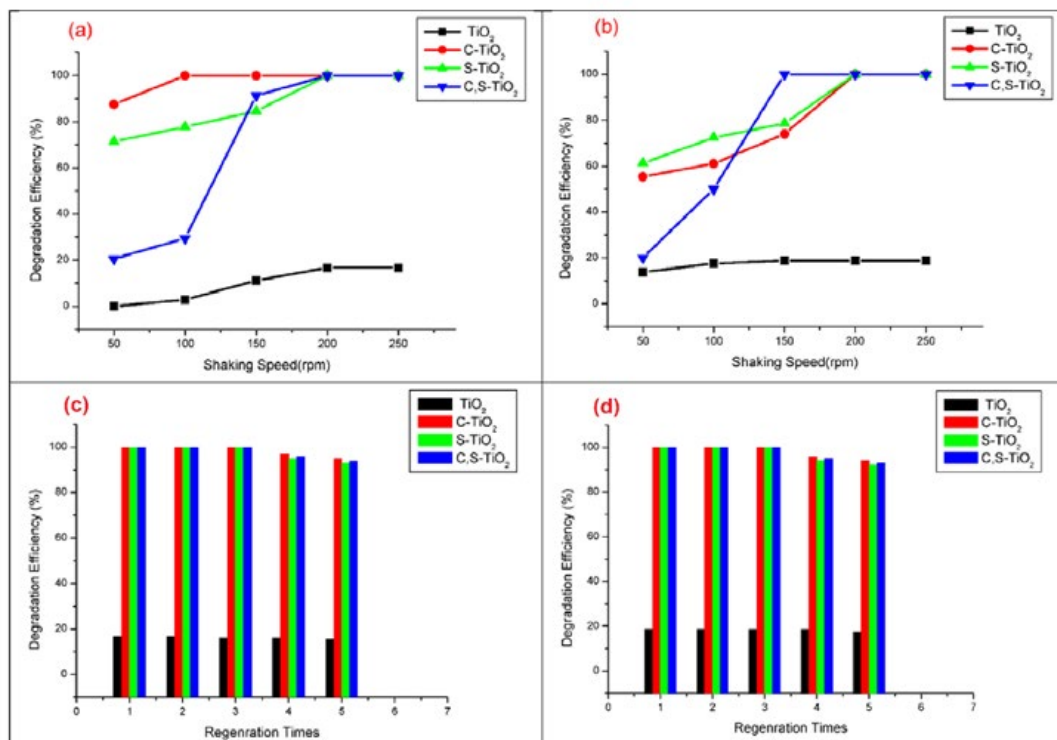 (a)
TiO₂
C-TiO₂
S-TiO₂
C,S-TiO₂
Degradation Efficiency (%)
100
80
60
40
20
0
50 100 150 200 250
Shaking Speed(rpm)
(b)
TiO₂
C-TiO₂
S-TiO₂
C,S-TiO₂
Degradation Efficiency (%)
100
80
60
40
20
0
50 100 150 200 250
Shaking Speed(rpm)
(c)
TiO₂
C-TiO₂
S-TiO₂
C,S-TiO₂
Degradation Efficiency (%)
100
80
60
40
20
0
0 1 2 3 4 5 6 7
Regenration Times
(d)
TiO₂
C-TiO₂
S-TiO₂
C,S-TiO₂
Degradation Efficiency (%)
100
80
60
40
20
0
0 1 2 3 4 5 6 7
Regenration Times